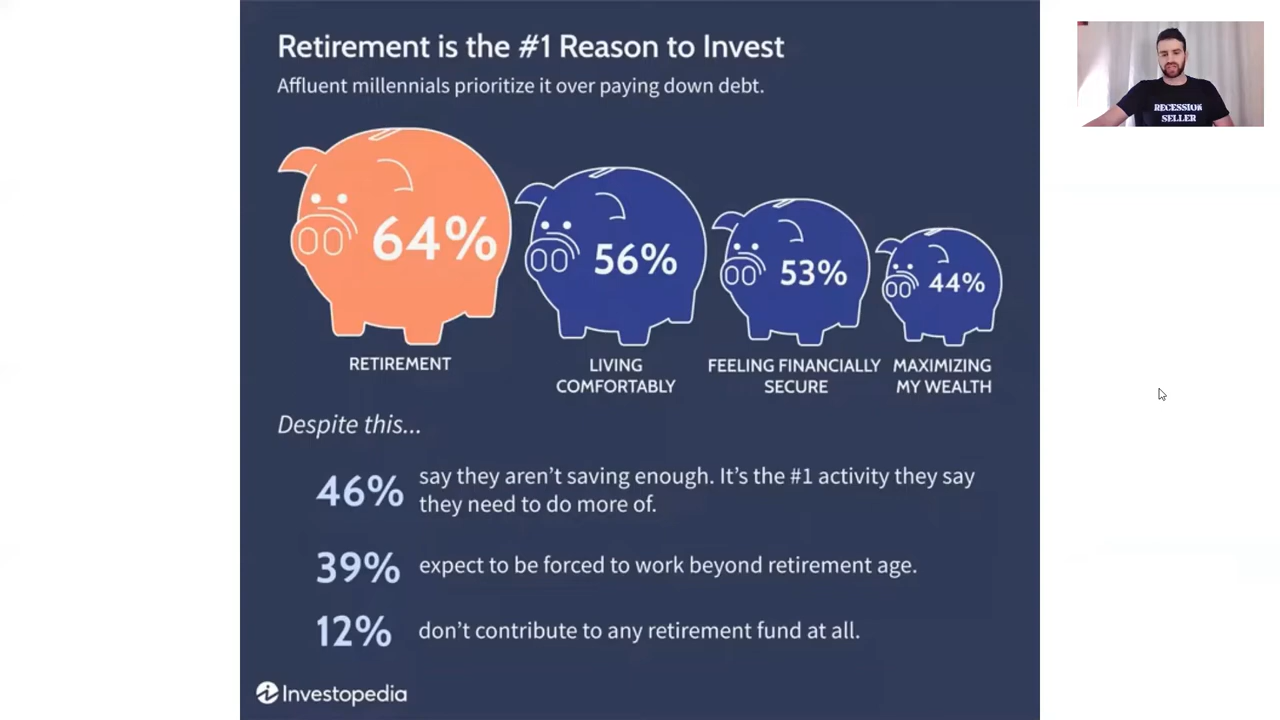 Retirement is the #1 Reason to Invest
Affluent millennials prioritize it over paying down debt.
64%
56%
53%
44%
RETIREMENT
LIVING
COMFORTABLY
FEELING FINANCIALLY
SECURE
MAXIMIZING
MY WEALTH
Despite this...
46%
say they aren't saving enough. It's the #1 activity they say
they need to do more of.
39%
expect to be forced to work beyond retirement age.
12%
don't contribute to any retirement fund at all.
Investopedia
RECESSION
SELLER